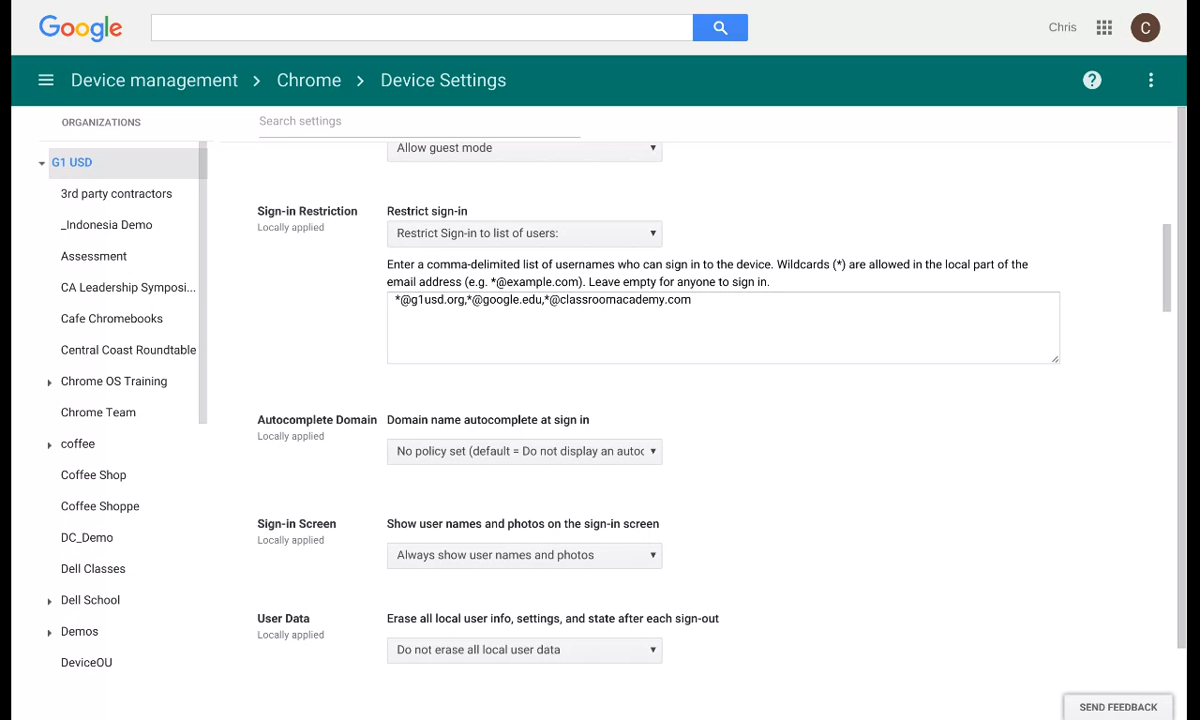 Google
Chris
C
Device management > Chrome > Device Settings
?
ORGANIZATIONS
G1 USD
3rd party contractors
_Indonesia Demo
Assessment
CA Leadership Symposi...
Cafe Chromebooks
Central Coast Roundtable
Chrome OS Training
Chrome Team
coffee
Coffee Shop
Coffee Shoppe
DC_Demo
Dell Classes
Dell School
Demos
DeviceOU
Search settings
Allow guest mode
Sign-in Restriction
Locally applied
Restrict sign-in
Restrict Sign-in to list of users:
Enter a comma-delimited list of usernames who can sign in to the device. Wildcards (*) are allowed in the local part of the
email address (e.g. *@example.com). Leave empty for anyone to sign in.
*@g1usd.org,*@google.edu,*@classroomacademy.com
Autocomplete Domain
Locally applied
Domain name autocomplete at sign in
No policy set (default = Do not display an autoc
Sign-in Screen
Locally applied
Show user names and photos on the sign-in screen
Always show user names and photos
User Data
Locally applied
Erase all local user info, settings, and state after each sign-out
Do not erase all local user data
SEND FEEDBACK